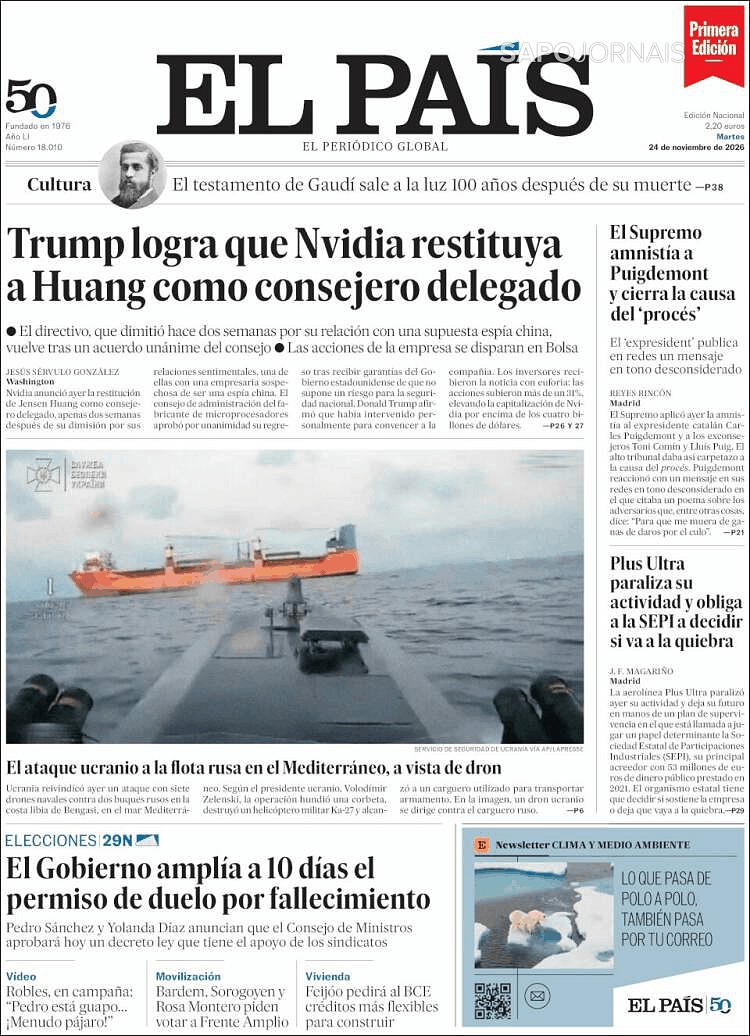 Primera
Edición
SAPOJORNAIS
50
Fundado en 1976
Año LI
Número 18.010
EL PAÍS
EL PERIÓDICO GLOBAL
Edición Nacional
2,20 euros
Martes
24 de noviembre de 2026
Cultura
El testamento de Gaudí sale a la luz 100 años después de su muerte —P38
Trump logra que Nvidia restituya
a Huang como consejero delegado
● El directivo, que dimitió hace dos semanas por su relación con una supuesta espía china,
vuelve tras un acuerdo unánime del consejo ● Las acciones de la empresa se disparan en Bolsa
JESÚS SÉRVULO GONZÁLEZ
Washington
Nvidia anunció ayer la restitución
de Jensen Huang como conse-
jero delegado, apenas dos semanas
después de su dimisión por sus
relaciones sentimentales, una de
ellas con una empresaria sospe-
chosa de ser una espía china. El
consejo de administración del fa-
bricante de microprocesadores
aprobó por unanimidad su regre-
so tras recibir garantías del Go-
bierno estadounidense de que no
supone un riesgo para la seguri-
dad nacional. Donald Trump afir-
mó que había intervenido per-
sonalmente para convencer a la
compañía. Los inversores reci-
bieron la noticia con euforia: las
acciones subieron más de un 31%,
elevando la capitalización de Nvi-
dia por encima de los cuatro bi-
llones de dólares. —P26 Y 27
СЛУЖБА
БЕЗПЕКИ
УКРАЇНИ
SERVICIO DE SEGURIDAD DE UCRANIA VÍA AP/LAPRESSE
El ataque ucranio a la flota rusa en el Mediterráneo, a vista de dron
Ucrania reivindicó ayer un ataque con siete
drones navales contra dos buques rusos en la
costa libia de Bengasi, en el mar Mediterrá-
neo. Según el presidente ucranio, Volodímir
Zelenski, la operación hundió una corbeta,
destruyó un helicóptero militar Ka-27 y alcan-
zó a un carguero utilizado para transportar
armamento. En la imagen, un dron ucranio
se dirige contra el carguero ruso. —P6
El Supremo
amnistía a
Puigdemont
y cierra la causa
del ‘procés’
El ‘expresident’ publica
en redes un mensaje
en tono desconsiderado
REYES RINCÓN
Madrid
El Supremo aplicó ayer la amnis-
tía al expresidente catalán Car-
les Puigdemont y a los exconse-
jeros Toni Comín y Lluís Puig. El
alto tribunal daba así carpetazo a
la causa del procés. Puigdemont
reaccionó con un mensaje en sus
redes en tono desconsiderado en
el que citaba un poema sobre los
adversarios que, entre otras cosas,
dice: “Para que me muera de ga-
nas de daros por el culo”. —P21
Plus Ultra
paraliza su
actividad y obliga
a la SEPI a decidir
si va a la quiebra
J. F. MAGARIÑO
Madrid
La aerolínea Plus Ultra paralizó
ayer su actividad y deja su futuro
en manos de un plan de supervi-
vencia en el que está llamada a ju-
gar un papel determinante la So-
ciedad Estatal de Participaciones
Industriales (SEPI), su principal
acreedor con 53 millones de eu-
ros de dinero público prestado en
2021. El organismo estatal tiene
que decidir si sostiene la empresa
o deja que vaya a la quiebra.—P29
ELECCIONES 29N
El Gobierno amplía a 10 días el
permiso de duelo por fallecimiento
Pedro Sánchez y Yolanda Díaz anuncian que el Consejo de Ministros
aprobará hoy un decreto ley que tiene el apoyo de los sindicatos
Vídeo
Robles, en campaña:
“Pedro está guapo...
¡Menudo pájaro!”
Movilización
Bardem, Sorogoyen y
Rosa Montero piden
votar a Frente Amplio
Vivienda
Feijóo pedirá al BCE
créditos más flexibles
para construir
E Newsletter CLIMA Y MEDIO AMBIENTE
LO QUE PASA DE
POLO A POLO,
TAMBIÉN PASA
POR TU CORREO
EL PAÍS 50